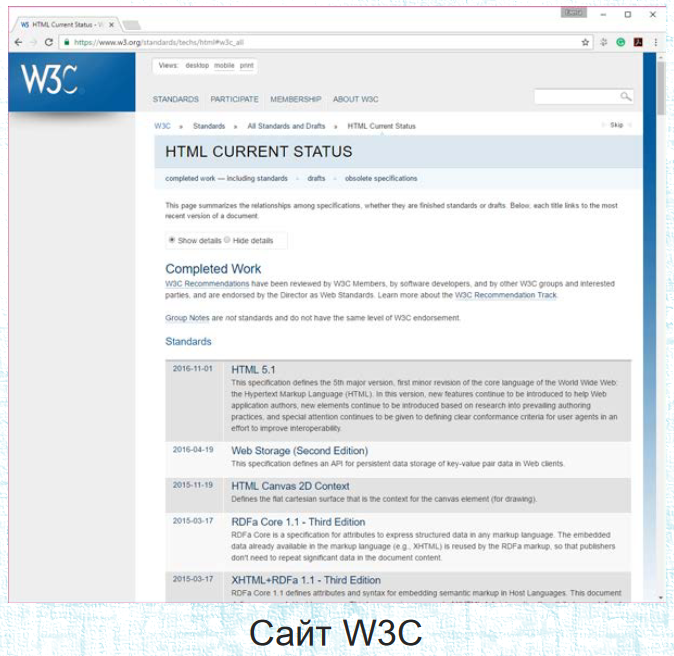 W3 HTML Current Status - W
https://www.w3.org/standards/techs/html#w3c_all
W3C
Views: desktop mobile print
STANDARDS PARTICIPATE MEMBERSHIP ABOUT W3C
W3C » Standards » All Standards and Drafts » HTML Current Status
Skip
HTML CURRENT STATUS
completed work — including standards drafts obsolete specifications
This page summarizes the relationships among specifications, whether they are finished standards or drafts. Below, each title links to the most
recent version of a document.
Show details Hide details
Completed Work
W3C Recommendations have been reviewed by W3C Members, by software developers, and by other W3C groups and interested
parties, and are endorsed by the Director as Web Standards. Learn more about the W3C Recommendation Track.
Group Notes are not standards and do not have the same level of W3C endorsement.
Standards
2016-11-01 HTML 5.1
This specification defines the 5th major version, first minor revision of the core language of the World Wide Web:
the Hypertext Markup Language (HTML). In this version, new features continue to be introduced to help Web
application authors, new elements continue to be introduced based on research into prevailing authoring
practices, and special attention continues to be given to defining clear conformance criteria for user agents in an
effort to improve interoperability.
2016-04-19 Web Storage (Second Edition)
This specification defines an API for persistent data storage of key-value pair data in Web clients.
2015-11-19 HTML Canvas 2D Context
Defines the flat cartesian surface that is the context for the canvas element (for drawing).
2015-03-17 RDFa Core 1.1 - Third Edition
RDFa Core is a specification for attributes to express structured data in any markup language. The embedded
data already available in the markup language (e.g., XHTML) is reused by the RDFa markup, so that publishers
don't need to repeat significant data in the document content.
2015-03-17 XHTML+RDFa 1.1 - Third Edition
RDFa Core 1.1 defines attributes and syntax for embedding semantic markup in Host Languages. This document
Сайт W3C